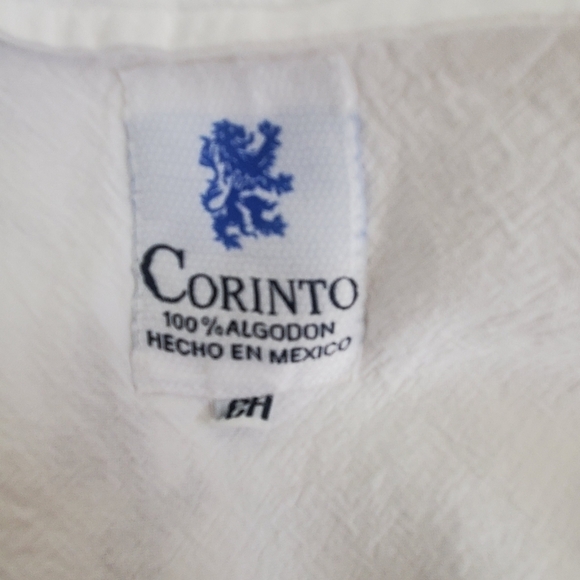 CORINTO
100% ALGODON
HECHO EN MEXICO
CH